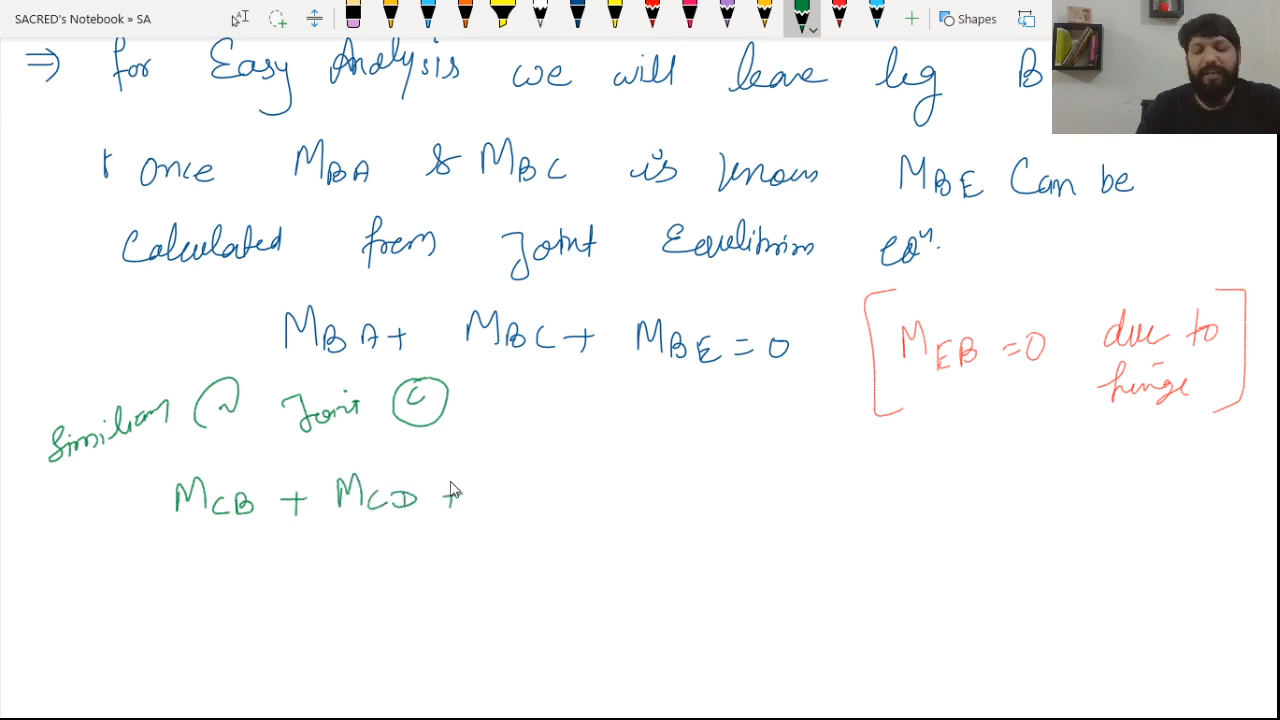 SACRED's Notebook » SA
Shapes
⇒ for Easy Analysis we will leave leg B
once MBA & MBC is known MBE Can be
Calculated from Joint Equilibrium eqn.
MBA + MBC + MBE = 0
[MEB = 0 due to
hinge]
@ Joint C
MCB + MCD +